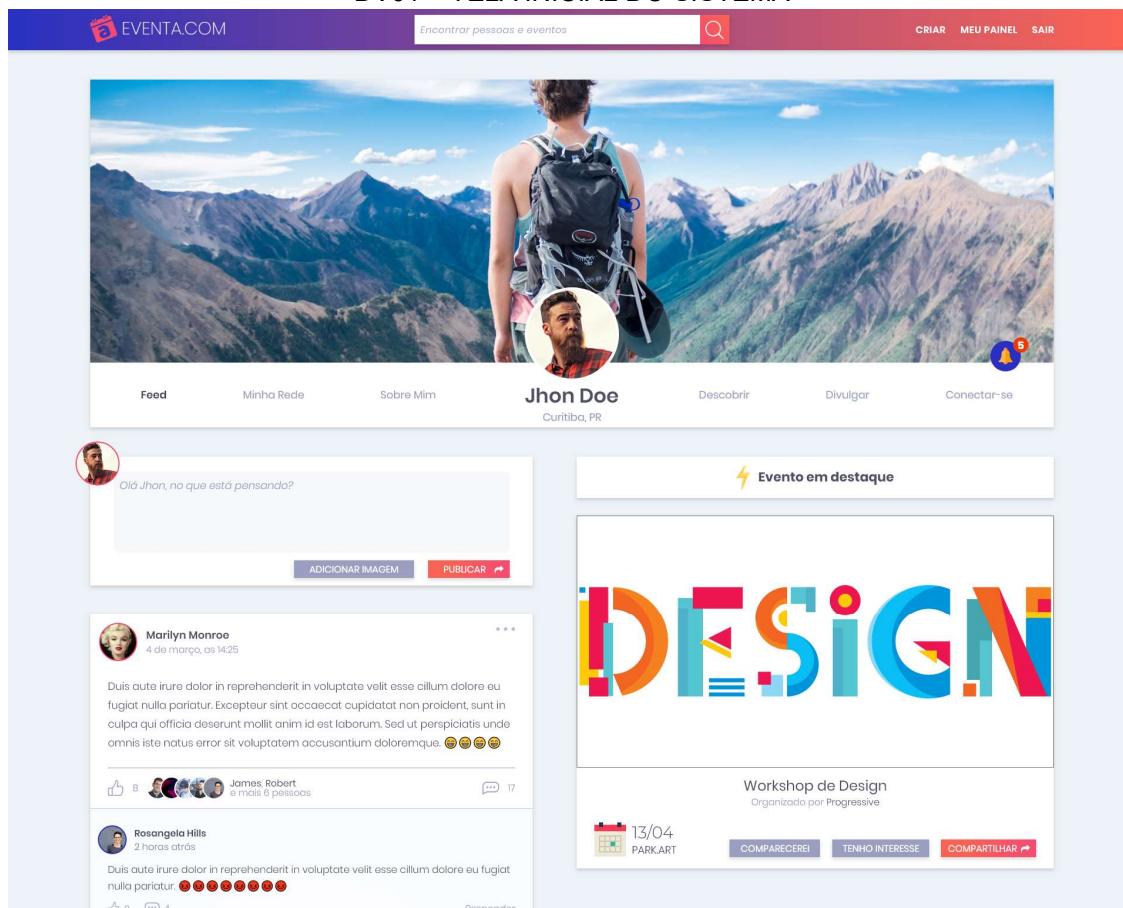 EVENTA.COM
Encontrar pessoas e eventos
CRIAR MEU PAINEL SAIR
5
Feed Minha Rede Sobre Mim Jhon Doe Descobrir Divulgar Conectar-se
Curitiba, PR
Olá Jhon, no que está pensando?
ADICIONAR IMAGEM PUBLICAR
Marilyn Monroe
4 de março, as 14:25
Duis aute irure dolor in reprehenderit in voluptate velit esse cillum dolore eu
fugiat nulla pariatur. Excepteur sint occaecat cupidatat non proident, sunt in
culpa qui officia deserunt mollit anim id est laborum. Sed ut perspiciatis unde
omnis iste natus error sit voluptatem accusantium doloremque.
8 James, Robert
e mais 6 pessoas
17
Rosangela Hills
2 horas atrás
Duis aute irure dolor in reprehenderit in voluptate velit esse cillum dolore eu fugiat
nulla pariatur.
Evento em destaque
DESIGN
Workshop de Design
Organizado por Progressive
13/04
PARK.ART
COMPARECEREI TENHO INTERESSE COMPARTILHAR